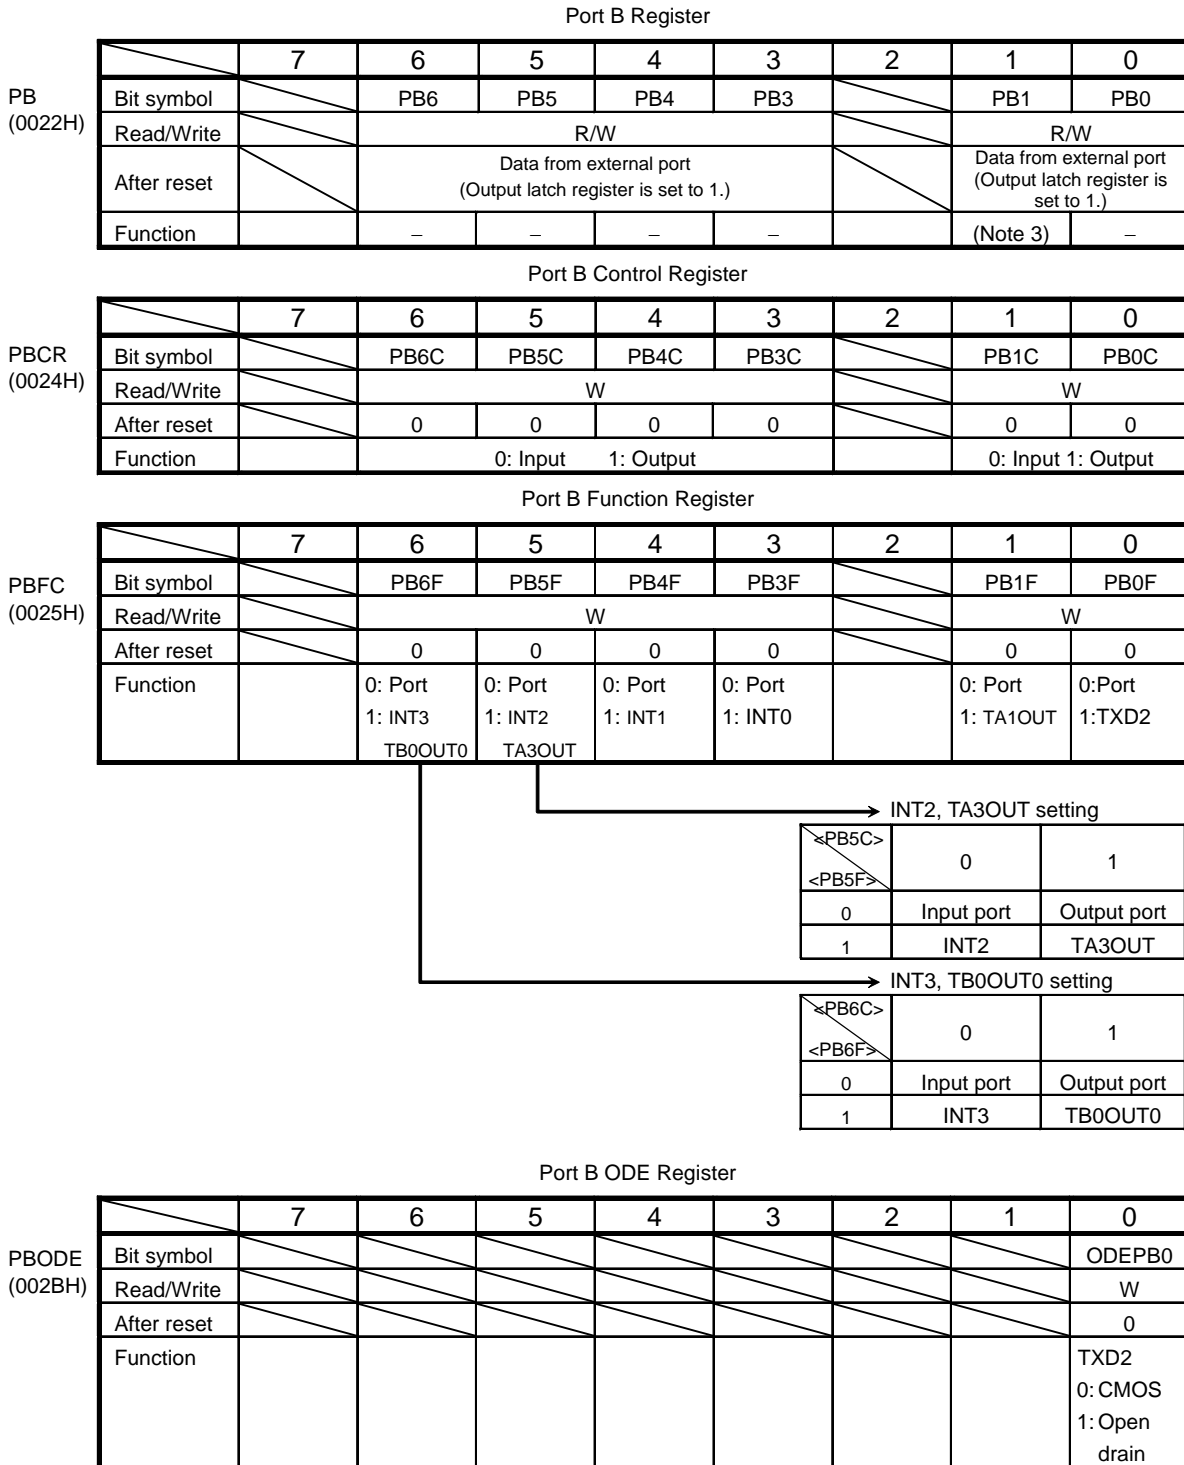 Port B Register
7 6 5 4 3 2 1 0
PB (0022H)
Bit symbol PB6 PB5 PB4 PB3 PB1 PB0
Read/Write R/W R/W
After reset Data from external port (Output latch register is set to 1.) Data from external port (Output latch register is set to 1.)
Function – – – – (Note 3) –
Port B Control Register
7 6 5 4 3 2 1 0
PBCR (0024H)
Bit symbol PB6C PB5C PB4C PB3C PB1C PB0C
Read/Write W W
After reset 0 0 0 0 0 0
Function 0: Input 1: Output 0: Input 1: Output
Port B Function Register
7 6 5 4 3 2 1 0
PBFC (0025H)
Bit symbol PB6F PB5F PB4F PB3F PB1F PB0F
Read/Write W W
After reset 0 0 0 0 0 0
Function 0: Port 0: Port 0: Port 0: Port 0: Port 0:Port
1: INT3 1: INT2 1: INT1 1: INT0 1: TA1OUT 1:TXD2
TB0OUT0 TA3OUT
INT2, TA3OUT setting
<PB5C> 0 1
<PB5F>
0 Input port Output port
1 INT2 TA3OUT
INT3, TB0OUT0 setting
<PB6C> 0 1
<PB6F>
0 Input port Output port
1 INT3 TB0OUT0
Port B ODE Register
7 6 5 4 3 2 1 0
PBODE (002BH)
Bit symbol ODEPB0
Read/Write W
After reset 0
Function TXD2
0: CMOS
1: Open
drain